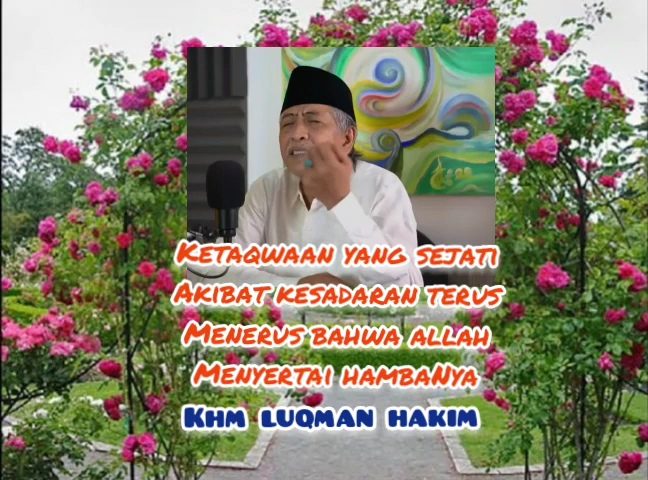 Ketaqwaan yang sejati
Akibat kesadaran terus
Menerus bahwa allah
Menyertai hambaNya
Khm luqman hakim